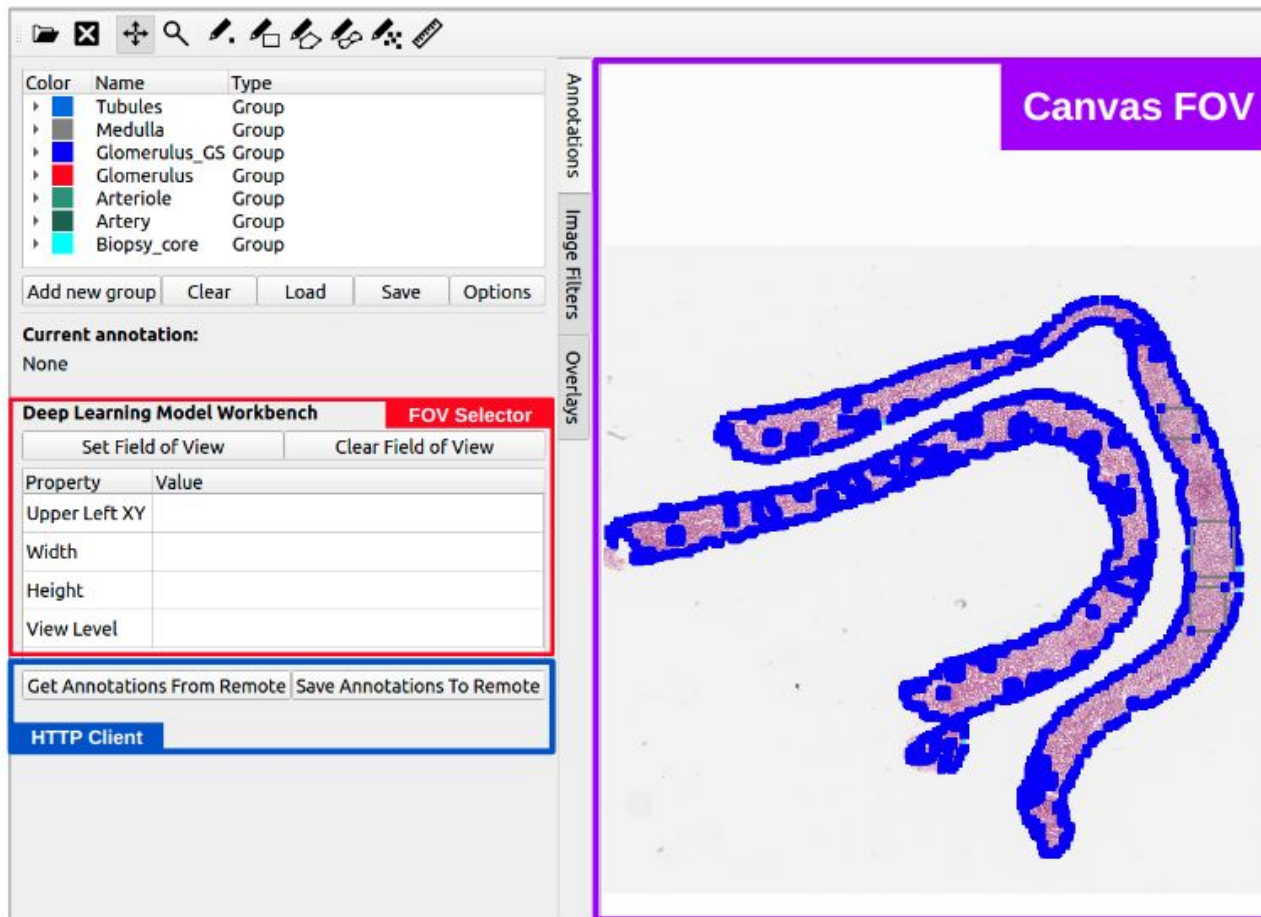 Color Name Type
Tubules Group
Medulla Group
Glomerulus_GS Group
Glomerulus Group
Arteriole Group
Artery Group
Biopsy_core Group
Add new group Clear Load Save Options
Current annotation:
None
Deep Learning Model Workbench FOV Selector
Set Field of View Clear Field of View
Property Value
Upper Left XY
Width
Height
View Level
Get Annotations From Remote Save Annotations To Remote
HTTP Client
Annotations
Image Filters
Overlays
Canvas FOV